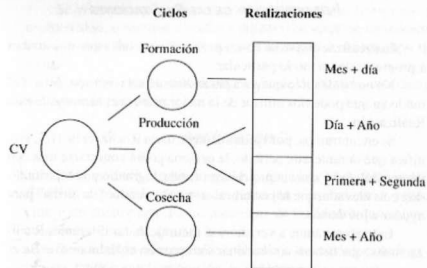 Ciclos Realizaciones
Formación
Mes + día
Producción
Día + Año
CV
Primera + Segunda
Cosecha
Mes + Año